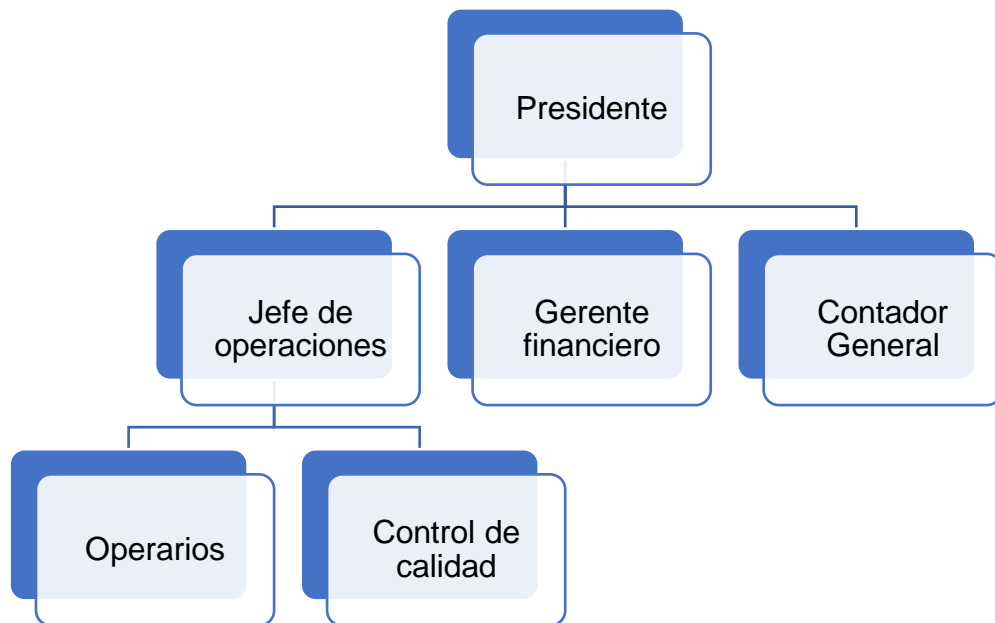 Presidente
Jefe de
operaciones
Gerente
financiero
Contador
General
Operarios
Control de
calidad